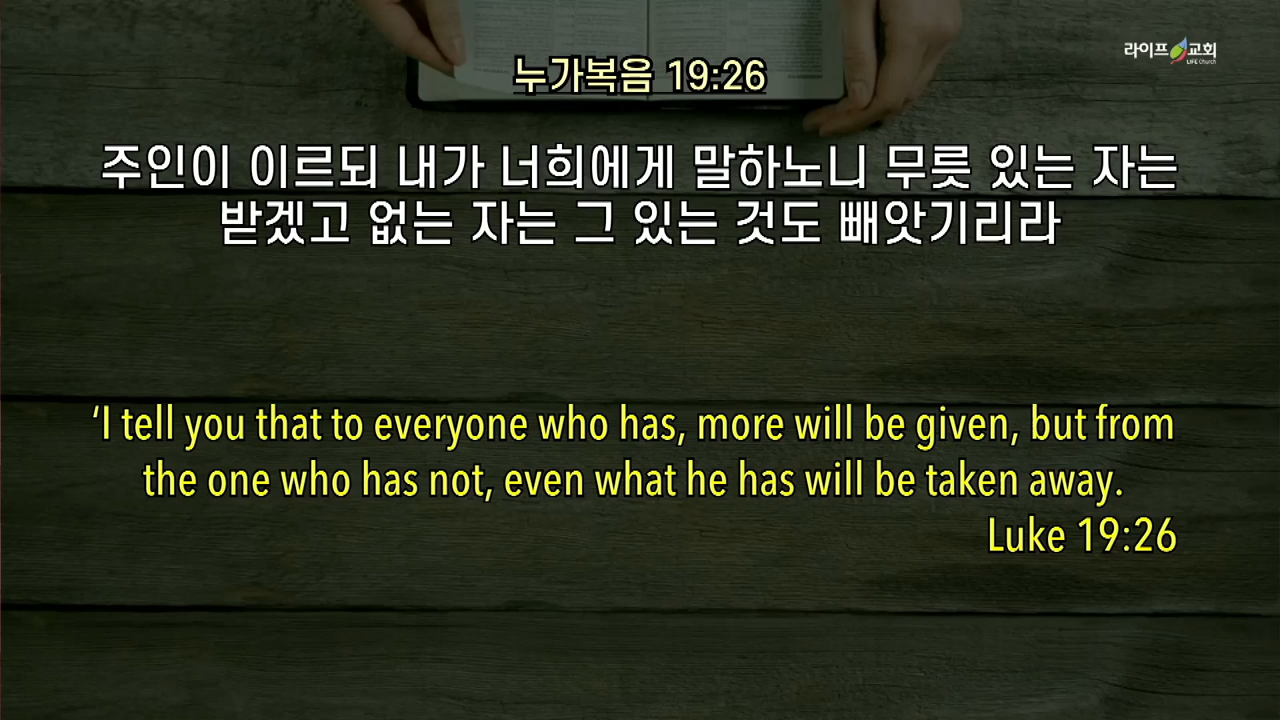 라이프 교회
LIFE Church
누가복음 19:26
주인이 이르되 내가 너희에게 말하노니 무릇 있는 자는
받겠고 없는 자는 그 있는 것도 빼앗기리라
‘I tell you that to everyone who has, more will be given, but from
the one who has not, even what he has will be taken away.
Luke 19:26